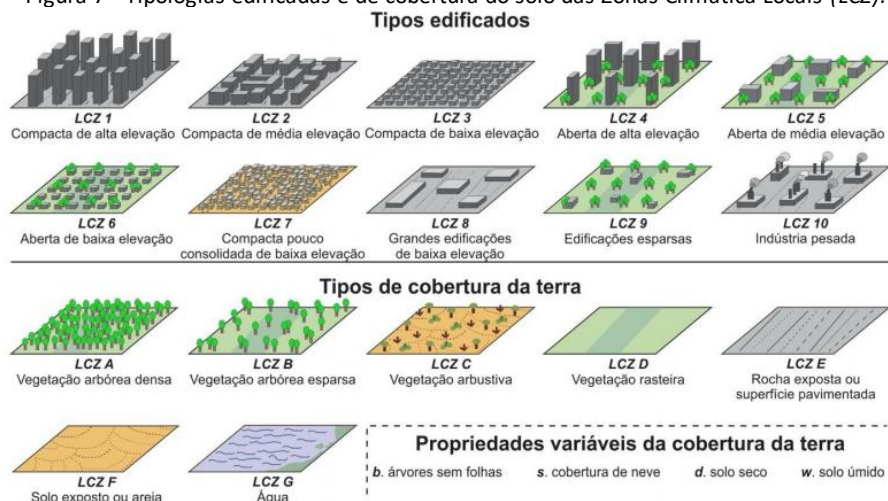 Figura 7 – Tipologias edificadas e de cobertura do solo das Zonas Climática Locais (LCZ).
Tipos edificados
LCZ 1
Compacta de alta elevação
LCZ 2
Compacta de média elevação
LCZ 3
Compacta de baixa elevação
LCZ 4
Aberta de alta elevação
LCZ 5
Aberta de média elevação
LCZ 6
Aberta de baixa elevação
LCZ 7
Compacta pouco
consolidada de baixa elevação
LCZ 8
Grandes edificações
de baixa elevação
LCZ 9
Edificações esparsas
LCZ 10
Indústria pesada
Tipos de cobertura da terra
LCZ A
Vegetação arbórea densa
LCZ B
Vegetação arbórea esparsa
LCZ C
Vegetação arbustiva
LCZ D
Vegetação rasteira
LCZ E
Rocha exposta ou
superfície pavimentada
LCZ F
Solo exposto ou areia
LCZ G
Água
Propriedades variáveis da cobertura da terra
b. árvores sem folhas s. cobertura de neve d. solo seco w. solo úmido